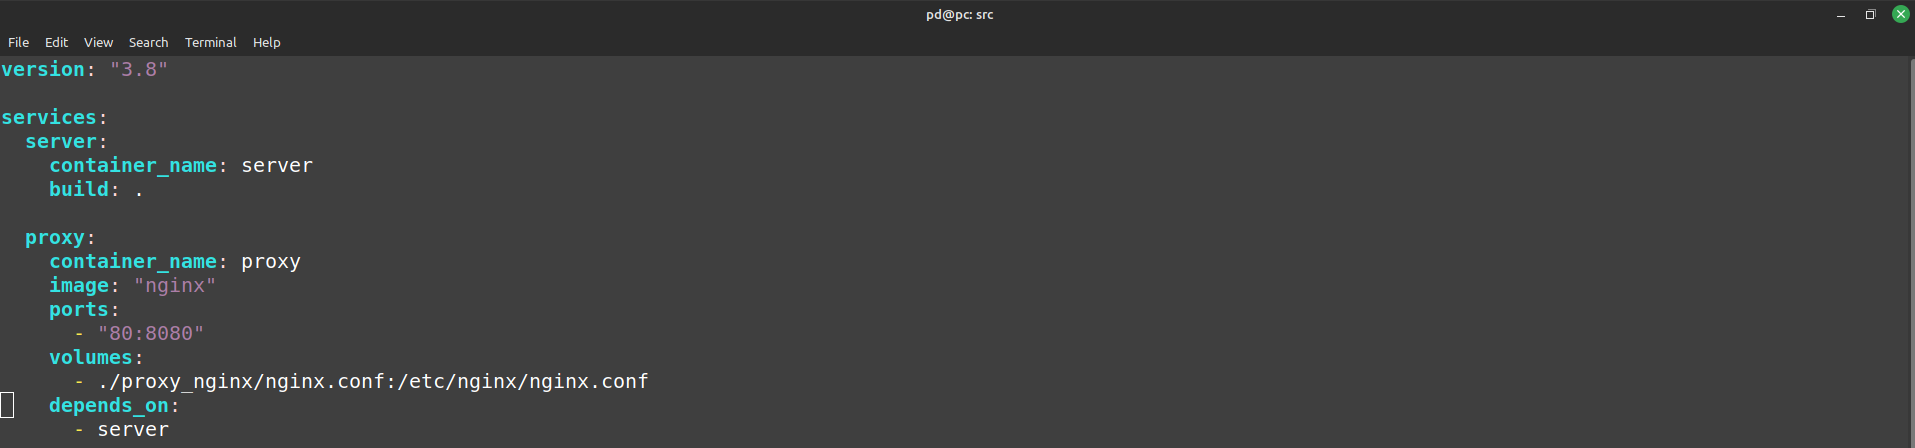 pd@pc: src
File Edit View Search Terminal Help
version: "3.8"

services:
  server:
    container_name: server
    build: .

  proxy:
    container_name: proxy
    image: "nginx"
    ports:
      - "80:8080"
    volumes:
      - ./proxy_nginx/nginx.conf:/etc/nginx/nginx.conf
    depends_on:
      - server